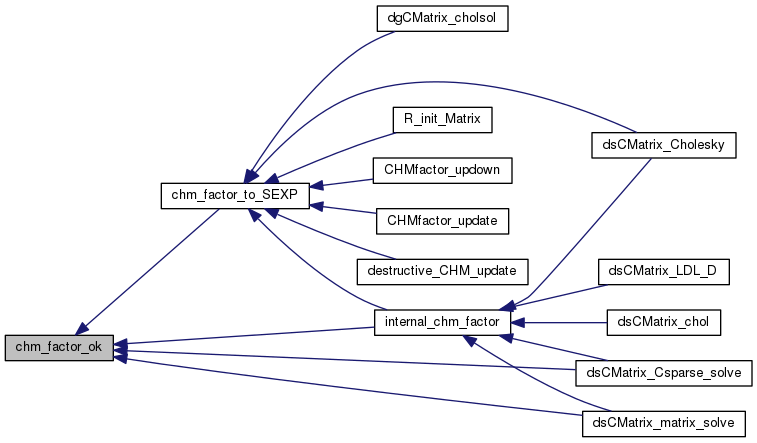 dgCMatrix_cholsol
R_init_Matrix
dsCMatrix_Cholesky
CHMfactor_updown
chm_factor_to_SEXP
CHMfactor_update
destructive_CHM_update
dsCMatrix_LDL_D
internal_chm_factor
dsCMatrix_chol
chm_factor_ok
dsCMatrix_Csparse_solve
dsCMatrix_matrix_solve